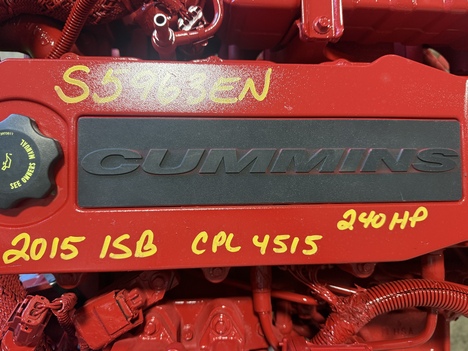 S5963EN
CUMMINS
SEE OWNERS MANUAL
240 HP
2015 ISB CPL 4515